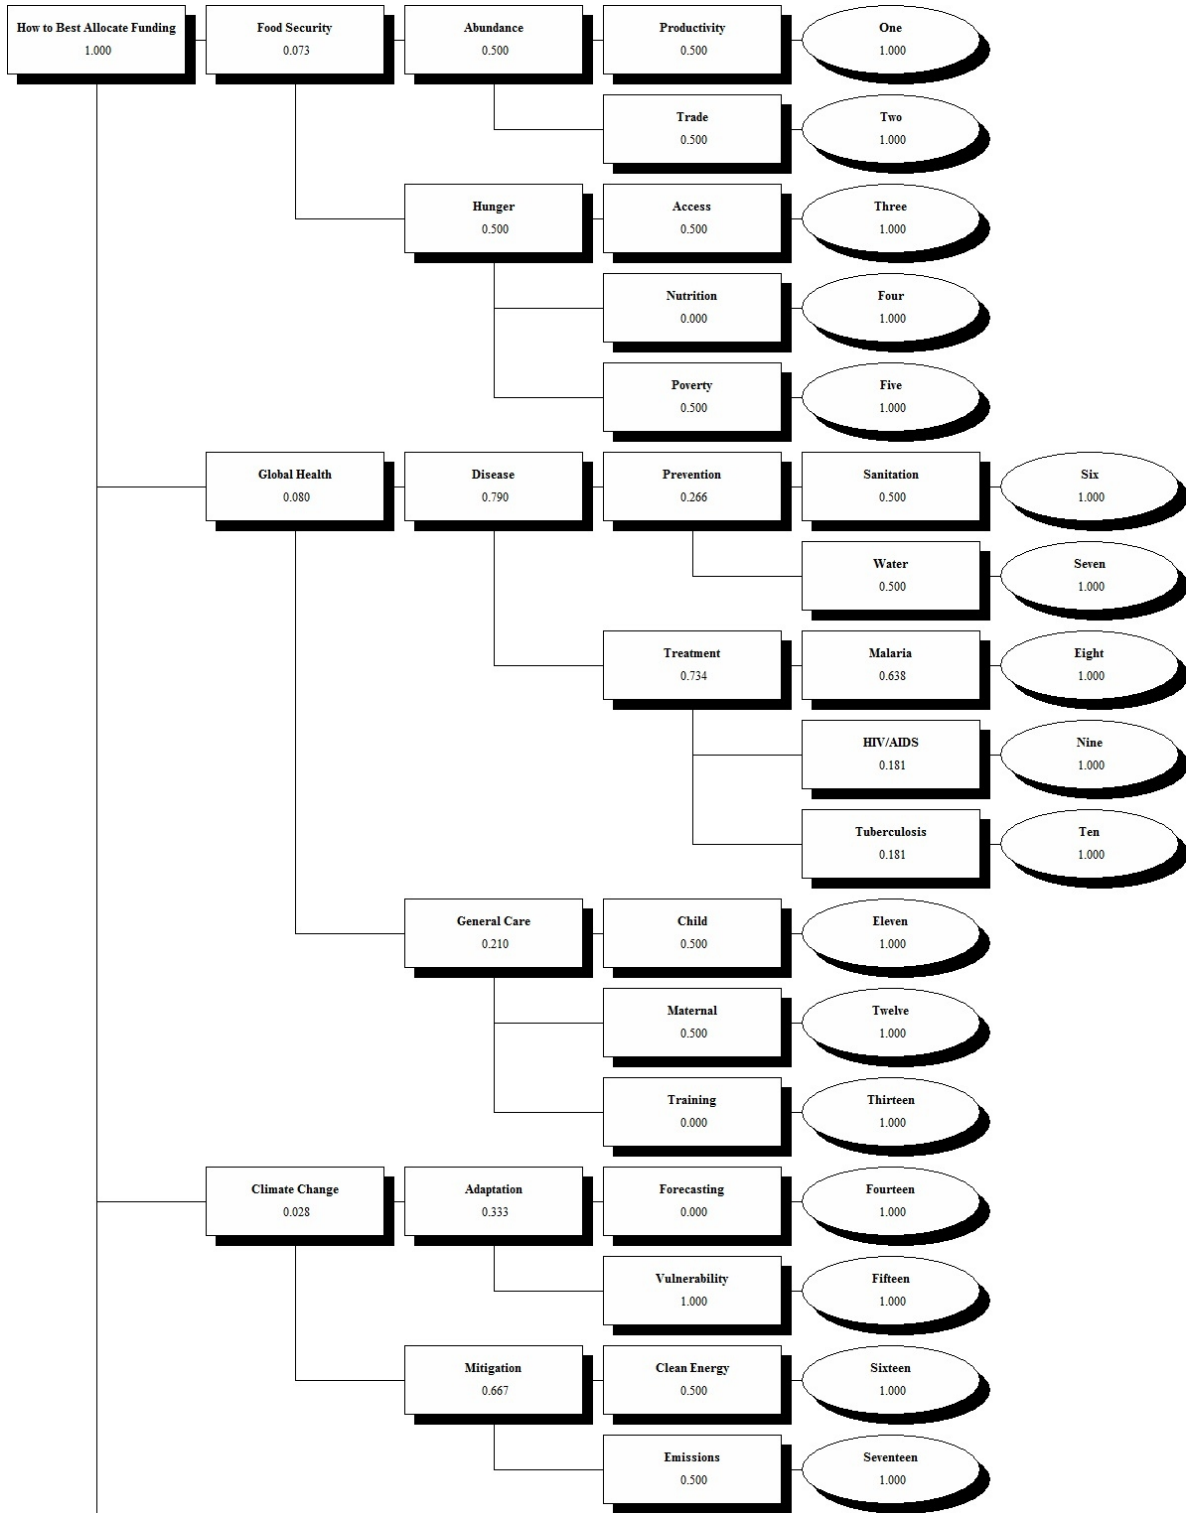 How to Best Allocate Funding
1.000
Food Security
0.073
Abundance
0.500
Productivity
0.500
One
1.000
Trade
0.500
Two
1.000
Hunger
0.500
Access
0.500
Three
1.000
Nutrition
0.000
Four
1.000
Poverty
0.500
Five
1.000
Global Health
0.080
Disease
0.790
Prevention
0.266
Sanitation
0.500
Six
1.000
Water
0.500
Seven
1.000
Treatment
0.734
Malaria
0.638
Eight
1.000
HIV/AIDS
0.181
Nine
1.000
Tuberculosis
0.181
Ten
1.000
General Care
0.210
Child
0.500
Eleven
1.000
Maternal
0.500
Twelve
1.000
Training
0.000
Thirteen
1.000
Climate Change
0.028
Adaptation
0.333
Forecasting
0.000
Fourteen
1.000
Vulnerability
1.000
Fifteen
1.000
Mitigation
0.667
Clean Energy
0.500
Sixteen
1.000
Emissions
0.500
Seventeen
1.000